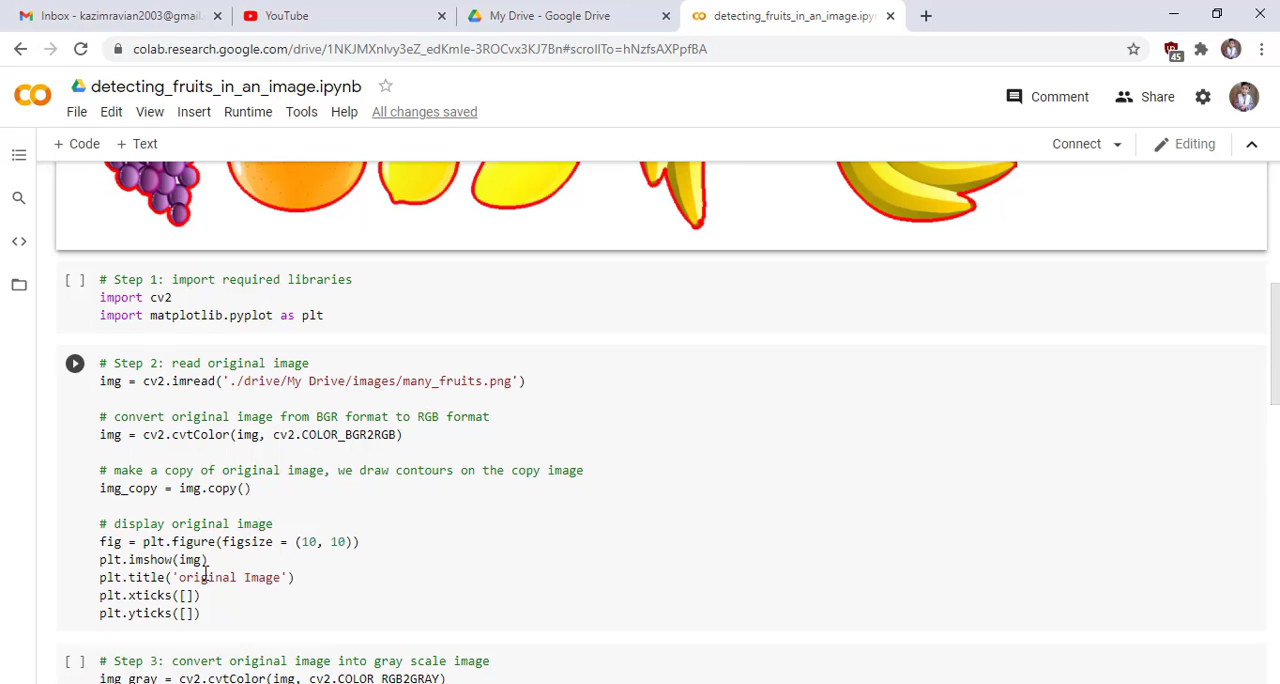 Inbox - kazimravian2003@gmail.
YouTube
My Drive - Google Drive
detecting_fruits_in_an_image.ipyn
colab.research.google.com/drive/1NKJMXnlvy3eZ_edKmIe-3ROCvx3KJ7Bn#scrollTo=hNzfsAXPpfBA
45
detecting_fruits_in_an_image.ipynb
Comment
Share
File Edit View Insert Runtime Tools Help All changes saved
+ Code + Text
Connect
Editing
[ ]
# Step 1: import required libraries
import cv2
import matplotlib.pyplot as plt
# Step 2: read original image
img = cv2.imread('./drive/My Drive/images/many_fruits.png')
# convert original image from BGR format to RGB format
img = cv2.cvtColor(img, cv2.COLOR_BGR2RGB)
# make a copy of original image, we draw contours on the copy image
img_copy = img.copy()
# display original image
fig = plt.figure(figsize = (10, 10))
plt.imshow(img)
plt.title('original Image')
plt.xticks([])
plt.yticks([])
[ ]
# Step 3: convert original image into gray scale image
img_gray = cv2.cvtColor(img, cv2.COLOR_RGB2GRAY)